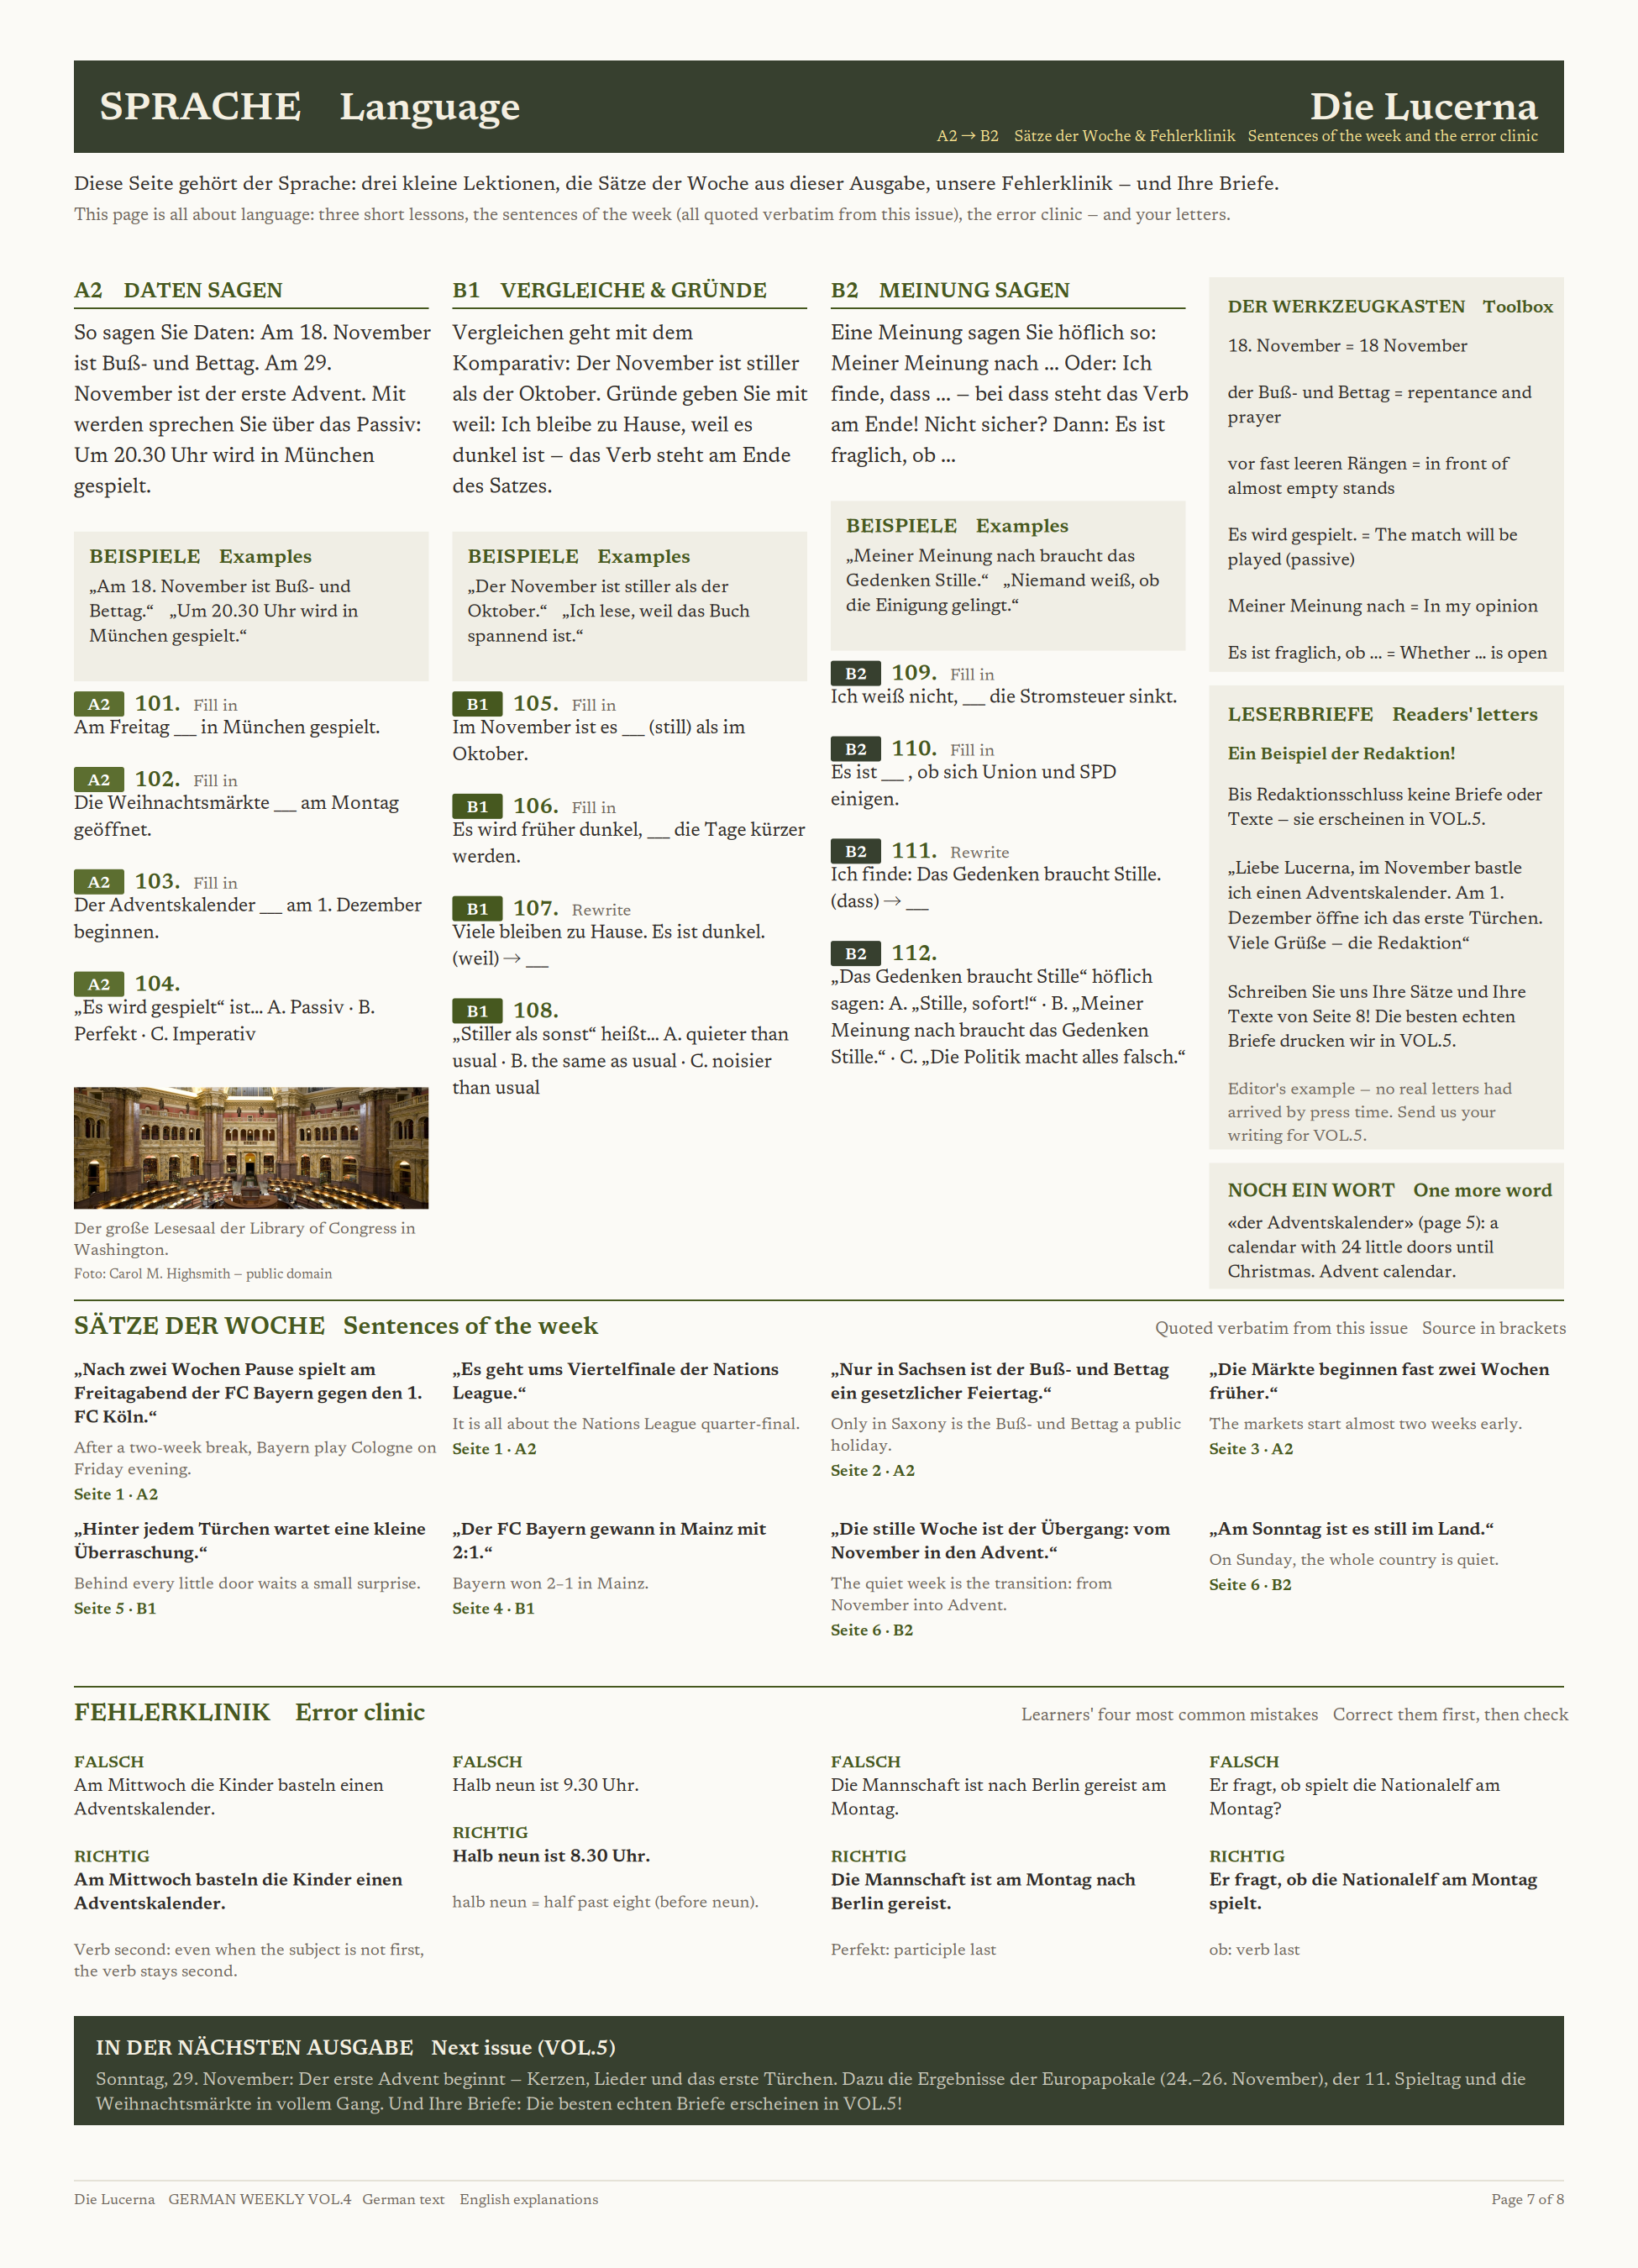 SPRACHE Language
Die Lucerna
A2 → B2 Sätze der Woche & Fehlerklinik Sentences of the week and the error clinic
Diese Seite gehört der Sprache: drei kleine Lektionen, die Sätze der Woche aus dieser Ausgabe, unsere Fehlerklinik – und Ihre Briefe.
This page is all about language: three short lessons, the sentences of the week (all quoted verbatim from this issue), the error clinic – and your letters.
A2 DATEN SAGEN
So sagen Sie Daten: Am 18. November
ist Buß- und Bettag. Am 29.
November ist der erste Advent. Mit
werden sprechen Sie über das Passiv:
Um 20.30 Uhr wird in München
gespielt.
BEISPIELE Examples
„Am 18. November ist Buß- und
Bettag.“ „Um 20.30 Uhr wird in
München gespielt.“
A2 101. Fill in
Am Freitag ___ in München gespielt.
A2 102. Fill in
Die Weihnachtsmärkte ___ am Montag
geöffnet.
A2 103. Fill in
Der Adventskalender ___ am 1. Dezember
beginnen.
A2 104.
„Es wird gespielt“ ist... A. Passiv · B.
Perfekt · C. Imperativ
Der große Lesesaal der Library of Congress in
Washington.
Foto: Carol M. Highsmith – public domain
B1 VERGLEICHE & GRÜNDE
Vergleichen geht mit dem
Komparativ: Der November ist stiller
als der Oktober. Gründe geben Sie mit
weil: Ich bleibe zu Hause, weil es
dunkel ist – das Verb steht am Ende
des Satzes.
BEISPIELE Examples
„Der November ist stiller als der
Oktober.“ „Ich lese, weil das Buch
spannend ist.“
B1 105. Fill in
Im November ist es ___ (still) als im
Oktober.
B1 106. Fill in
Es wird früher dunkel, ___ die Tage kürzer
werden.
B1 107. Rewrite
Viele bleiben zu Hause. Es ist dunkel.
(weil) → ___
B1 108.
„Stiller als sonst“ heißt... A. quieter than
usual · B. the same as usual · C. noisier
than usual
B2 MEINUNG SAGEN
Eine Meinung sagen Sie höflich so:
Meiner Meinung nach ... Oder: Ich
finde, dass ... – bei dass steht das Verb
am Ende! Nicht sicher? Dann: Es ist
fraglich, ob ...
BEISPIELE Examples
„Meiner Meinung nach braucht das
Gedenken Stille.“ „Niemand weiß, ob
die Einigung gelingt.“
B2 109. Fill in
Ich weiß nicht, ___ die Stromsteuer sinkt.
B2 110. Fill in
Es ist ___ , ob sich Union und SPD
einigen.
B2 111. Rewrite
Ich finde: Das Gedenken braucht Stille.
(dass) → ___
B2 112.
„Das Gedenken braucht Stille“ höflich
sagen: A. „Stille, sofort!“ · B. „Meiner
Meinung nach braucht das Gedenken
Stille.“ · C. „Die Politik macht alles falsch.“
DER WERKZEUGKASTEN Toolbox
18. November = 18 November
der Buß- und Bettag = repentance and
prayer
vor fast leeren Rängen = in front of
almost empty stands
Es wird gespielt. = The match will be
played (passive)
Meiner Meinung nach = In my opinion
Es ist fraglich, ob ... = Whether ... is open
LESERBRIEFE Readers' letters
Ein Beispiel der Redaktion!
Bis Redaktionsschluss keine Briefe oder
Texte – sie erscheinen in VOL.5.
„Liebe Lucerna, im November bastle
ich einen Adventskalender. Am 1.
Dezember öffne ich das erste Türchen.
Viele Grüße – die Redaktion“
Schreiben Sie uns Ihre Sätze und Ihre
Texte von Seite 8! Die besten echten
Briefe drucken wir in VOL.5.
Editor's example – no real letters had
arrived by press time. Send us your
writing for VOL.5.
NOCH EIN WORT One more word
«der Adventskalender» (page 5): a
calendar with 24 little doors until
Christmas. Advent calendar.
SÄTZE DER WOCHE Sentences of the week
Quoted verbatim from this issue Source in brackets
„Nach zwei Wochen Pause spielt am
Freitagabend der FC Bayern gegen den 1.
FC Köln.“
After a two-week break, Bayern play Cologne on
Friday evening.
Seite 1 · A2
„Es geht ums Viertelfinale der Nations
League.“
It is all about the Nations League quarter-final.
Seite 1 · A2
„Nur in Sachsen ist der Buß- und Bettag
ein gesetzlicher Feiertag.“
Only in Saxony is the Buß- und Bettag a public
holiday.
Seite 2 · A2
„Die Märkte beginnen fast zwei Wochen
früher.“
The markets start almost two weeks early.
Seite 3 · A2
„Hinter jedem Türchen wartet eine kleine
Überraschung.“
Behind every little door waits a small surprise.
Seite 5 · B1
„Der FC Bayern gewann in Mainz mit
2:1.“
Bayern won 2–1 in Mainz.
Seite 4 · B1
„Die stille Woche ist der Übergang: vom
November in den Advent.“
The quiet week is the transition: from
November into Advent.
Seite 6 · B2
„Am Sonntag ist es still im Land.“
On Sunday, the whole country is quiet.
Seite 6 · B2
FEHLERKLINIK Error clinic
Learners' four most common mistakes Correct them first, then check
FALSCH
Am Mittwoch die Kinder basteln einen
Adventskalender.
RICHTIG
Am Mittwoch basteln die Kinder einen
Adventskalender.
Verb second: even when the subject is not first,
the verb stays second.
FALSCH
Halb neun ist 9.30 Uhr.
RICHTIG
Halb neun ist 8.30 Uhr.
halb neun = half past eight (before neun).
FALSCH
Die Mannschaft ist nach Berlin gereist am
Montag.
RICHTIG
Die Mannschaft ist am Montag nach
Berlin gereist.
Perfekt: participle last
FALSCH
Er fragt, ob spielt die Nationalelf am
Montag?
RICHTIG
Er fragt, ob die Nationalelf am Montag
spielt.
ob: verb last
IN DER NÄCHSTEN AUSGABE Next issue (VOL.5)
Sonntag, 29. November: Der erste Advent beginnt – Kerzen, Lieder und das erste Türchen. Dazu die Ergebnisse der Europapokale (24.–26. November), der 11. Spieltag und die
Weihnachtsmärkte in vollem Gang. Und Ihre Briefe: Die besten echten Briefe erscheinen in VOL.5!
Die Lucerna GERMAN WEEKLY VOL.4 German text English explanations
Page 7 of 8